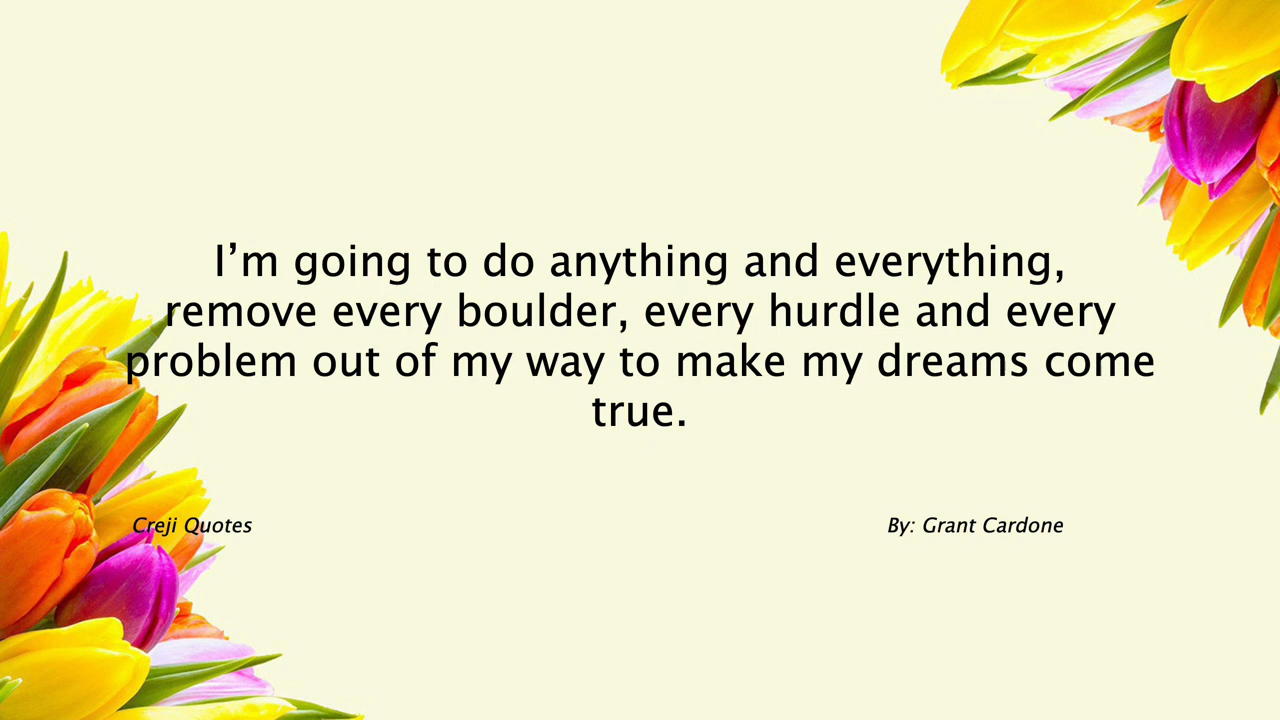 I’m going to do anything and everything,
remove every boulder, every hurdle and every
problem out of my way to make my dreams come
true.
Creji Quotes
By: Grant Cardone